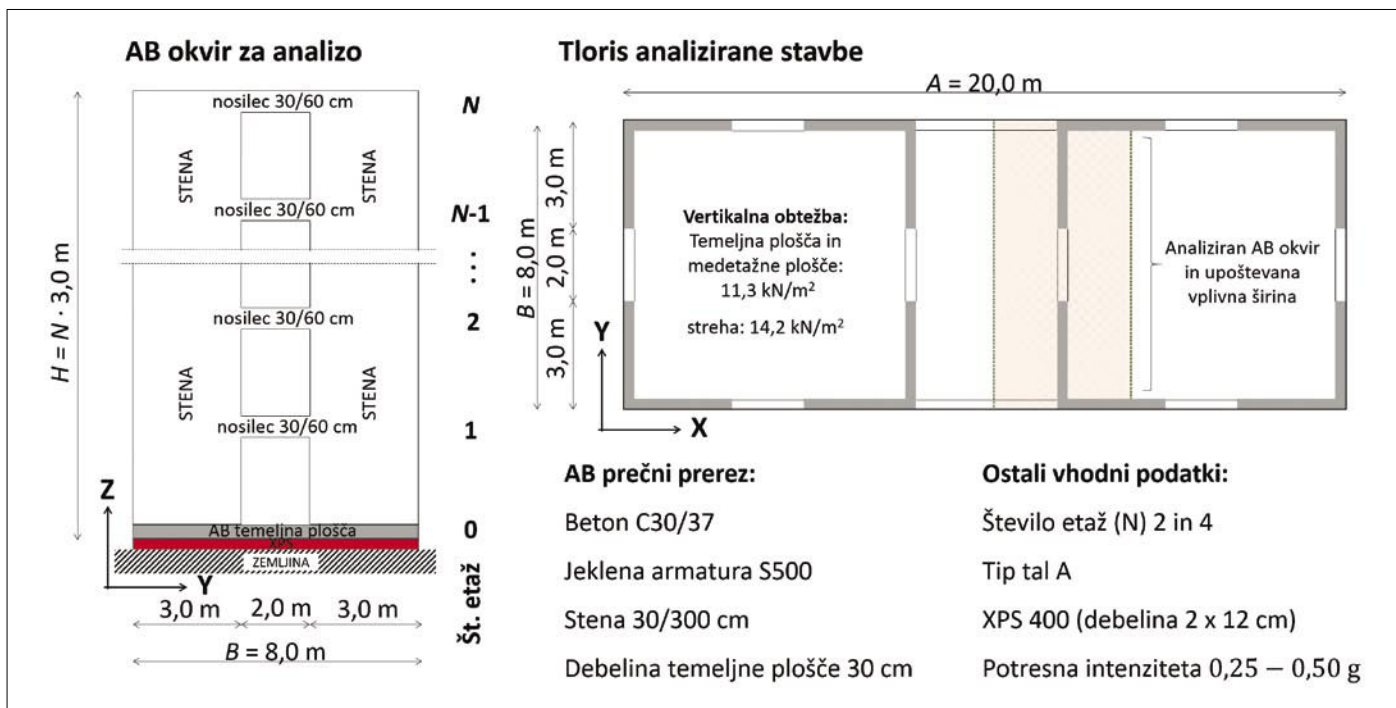 AB okvir za analizo
nosilec 30/60 cm
N
STENA
STENA
nosilec 30/60 cm
N-1
H = N · 3,0 m
nosilec 30/60 cm
2
STENA
STENA
nosilec 30/60 cm
1
Z
AB temeljna plošča
0
XPS
ZEMLJINA
Y
3,0 m
2,0 m
3,0 m
B = 8,0 m
Št. etaž
Tloris analizirane stavbe
A = 20,0 m
B = 8,0 m
3,0 m
2,0 m
3,0 m
Y
X
Vertikalna obtežba:
Temeljna plošča in
medetažne plošče:
11,3 kN/m²
streha: 14,2 kN/m²
Analiziran AB okvir
in upoštevana
vplivna širina
AB prečni prerez:
Beton C30/37
Jeklena armatura S500
Stena 30/300 cm
Debelina temeljne plošče 30 cm
Ostali vhodni podatki:
Število etaž (N) 2 in 4
Tip tal A
XPS 400 (debelina 2 x 12 cm)
Potresna intenziteta 0,25 – 0,50 g